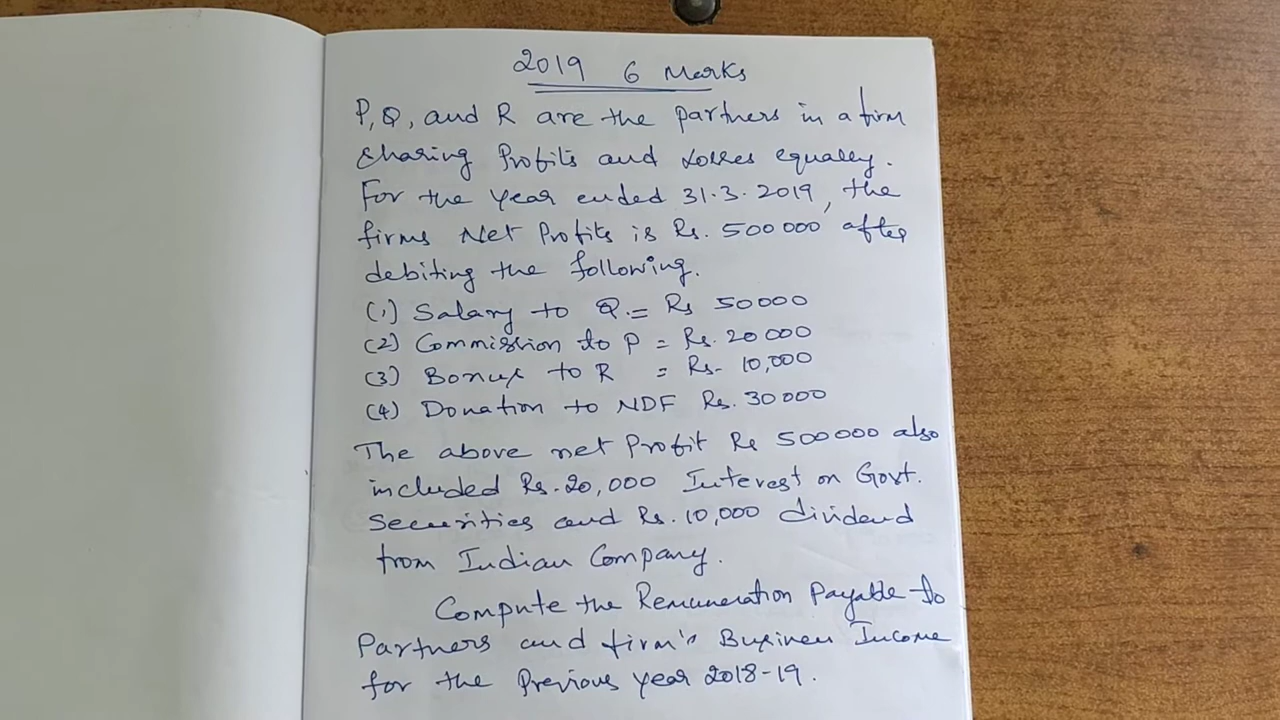 2019 6 Marks
P, Q, and R are the partners in a firm
sharing Profits and Losses equally.
For the year ended 31.3.2019, the
firms Net Profits is Rs. 500000 after
debiting the following.
(1) Salary to Q. = Rs 50000
(2) Commission to P = Rs. 20000
(3) Bonus to R = Rs- 10,000
(4) Donation to NDF Rs. 30000
The above net Profit Rs 500000 also
included Rs.20,000 Interest on Govt.
Securities and Rs.10,000 dividend
from Indian Company.
Compute the Remuneration Payable to
Partners and firm's Business Income
for the Previous year 2018-19.